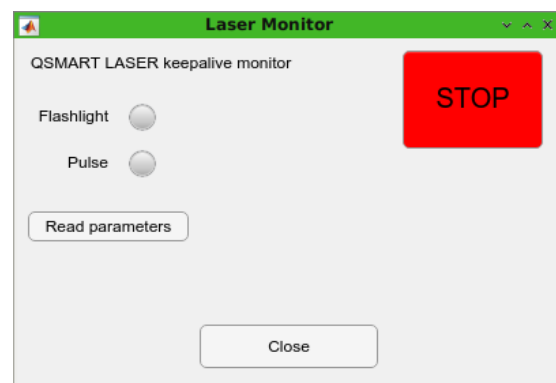 Laser Monitor
QSMART LASER keepalive monitor
STOP
Flashlight
Pulse
Read parameters
Close